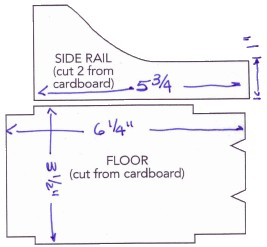 SIDE RAIL
(cut 2 from
cardboard)
5 3/4
1"
6 1/4"
3 1/2"
FLOOR
(cut from cardboard)